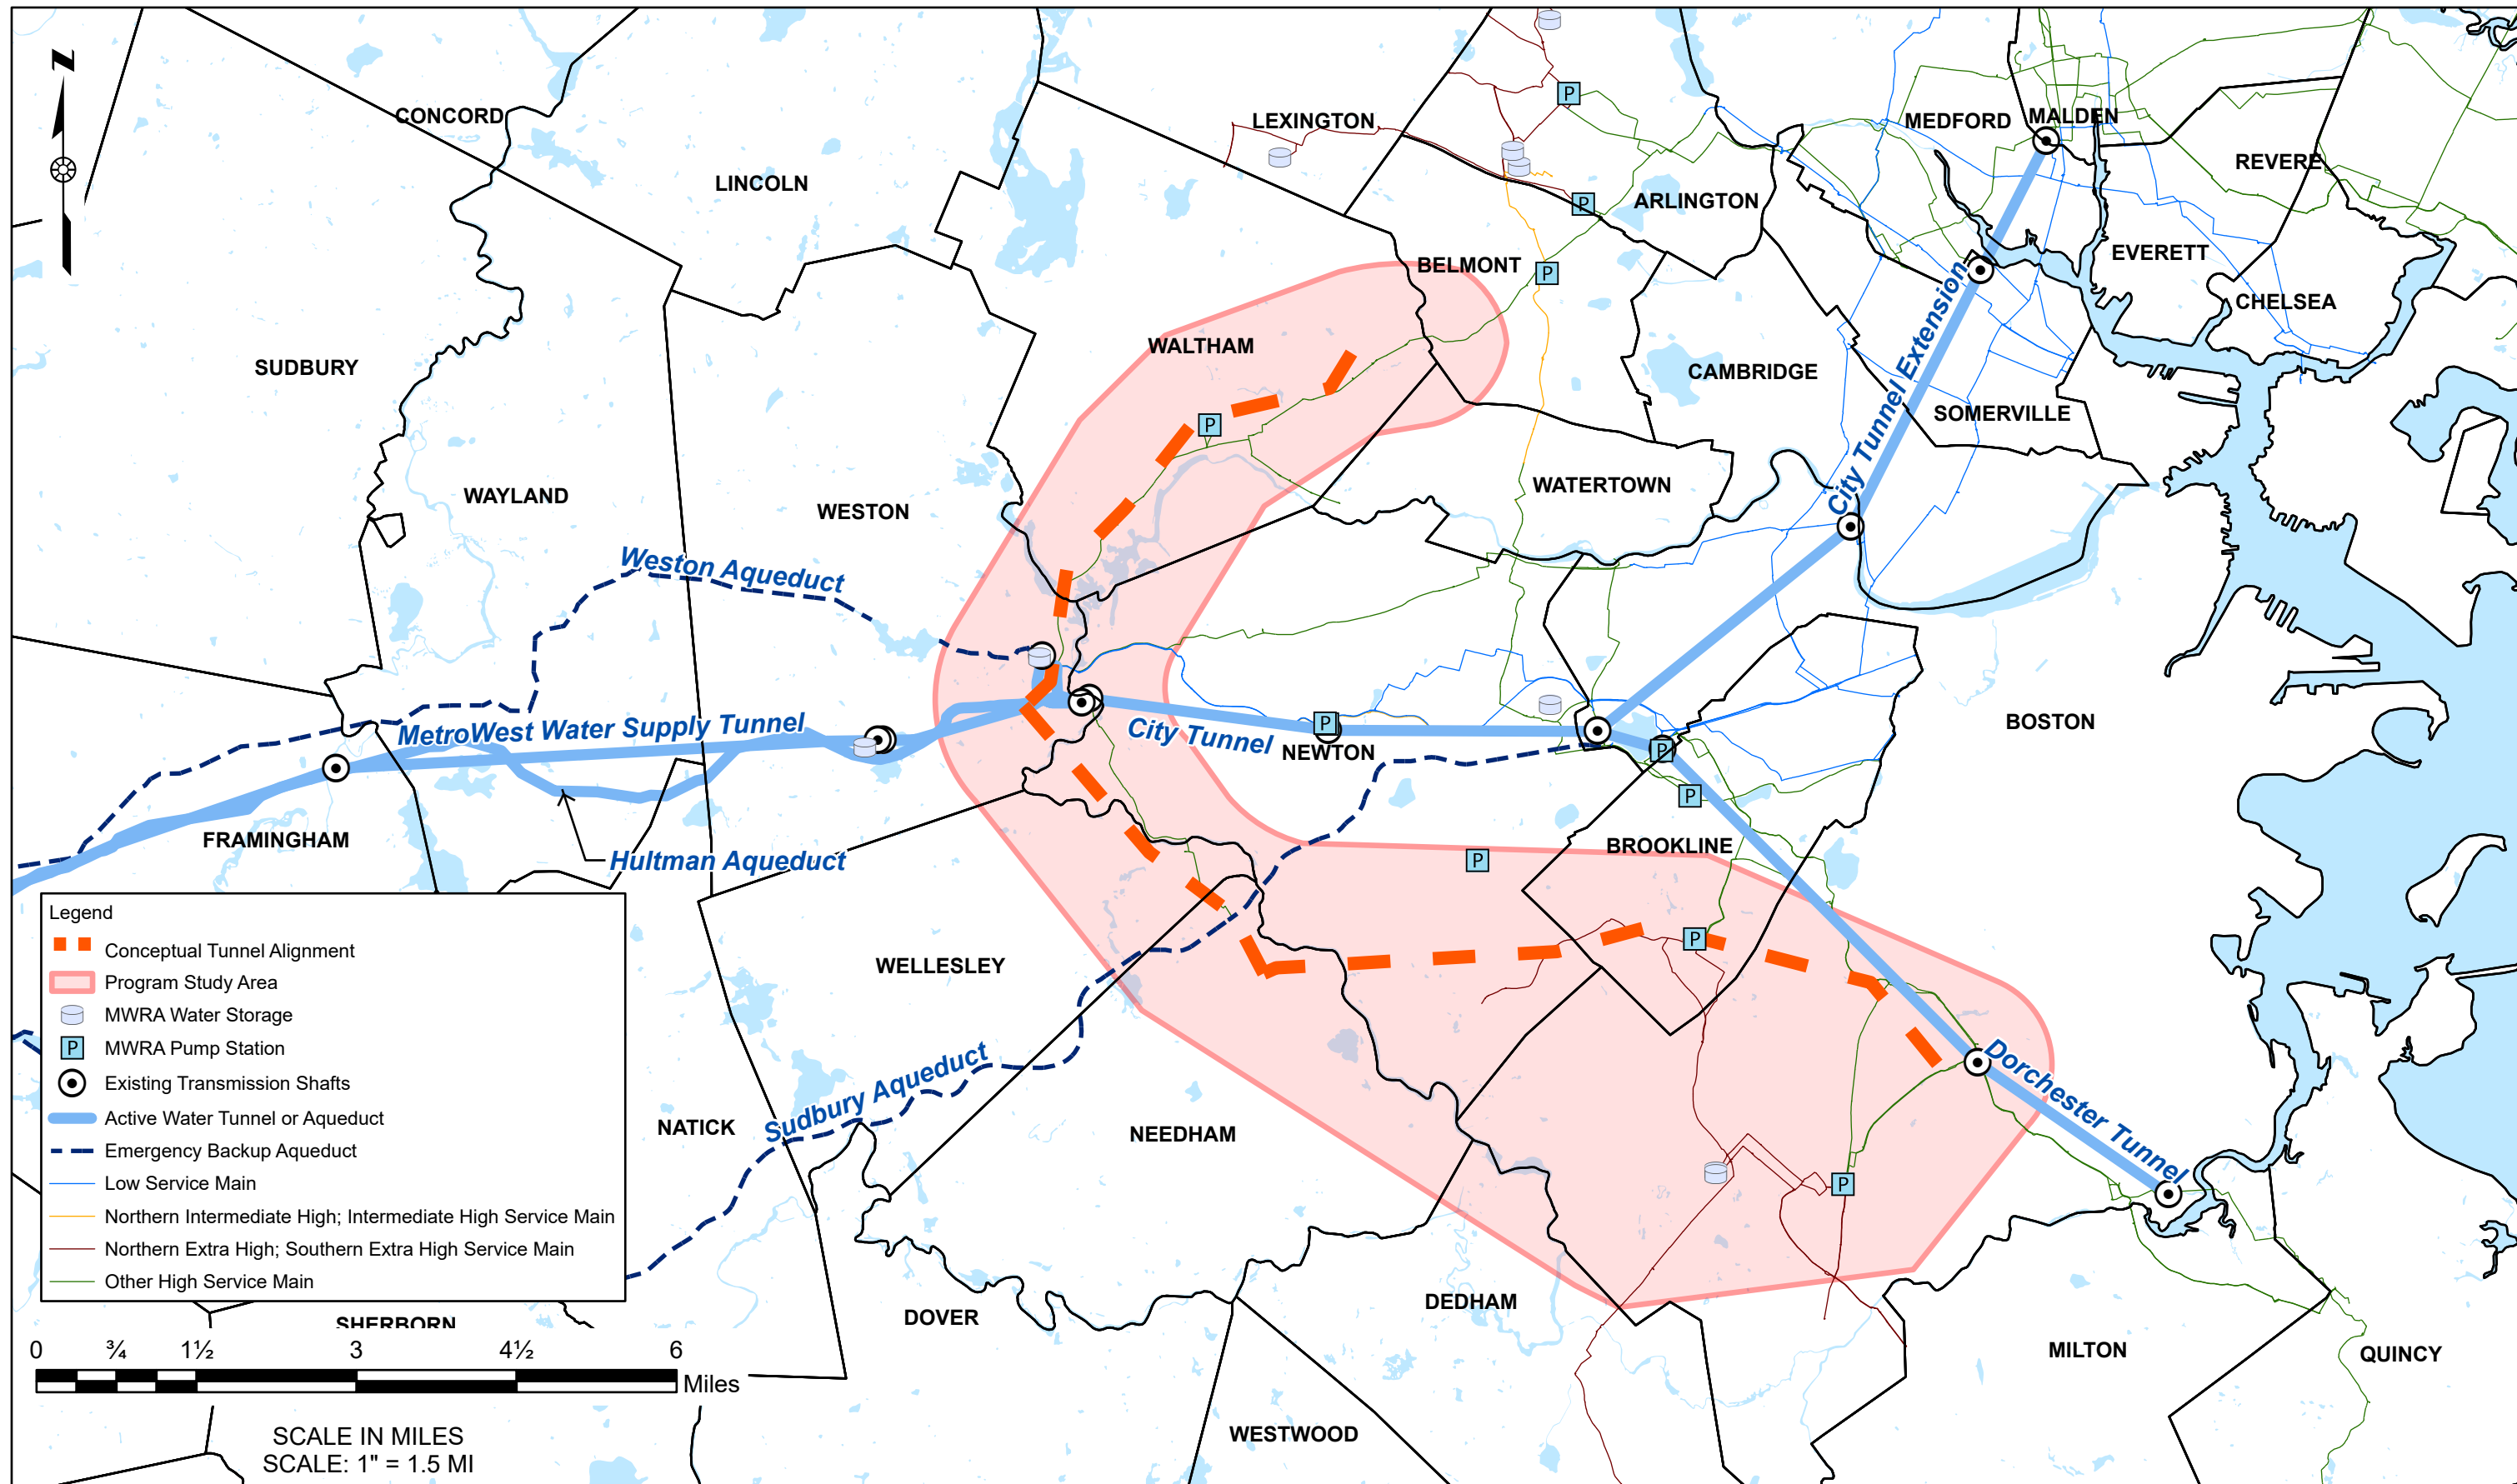 N
CONCORD
LEXINGTON
MEDFORD
MALDEN
REVERE
LINCOLN
ARLINGTON
EVERETT
BELMONT
CHELSEA
WALTHAM
SUDBURY
CAMBRIDGE
SOMERVILLE
City Tunnel Extension
WAYLAND
WESTON
WATERTOWN
Weston Aqueduct
MetroWest Water Supply Tunnel
City Tunnel
NEWTON
BOSTON
FRAMINGHAM
Hultman Aqueduct
BROOKLINE
WELLESLEY
NATICK
Sudbury Aqueduct
NEEDHAM
Dorchester Tunnel
DOVER
DEDHAM
MILTON
QUINCY
WESTWOOD
SHERBORN
P
P
P
P
P
P
P
P
P
P
Legend
Conceptual Tunnel Alignment
Program Study Area
MWRA Water Storage
P MWRA Pump Station
Existing Transmission Shafts
Active Water Tunnel or Aqueduct
Emergency Backup Aqueduct
Low Service Main
Northern Intermediate High; Intermediate High Service Main
Northern Extra High; Southern Extra High Service Main
Other High Service Main
0 ¾ 1½ 3 4½ 6
Miles
SCALE IN MILES
SCALE: 1" = 1.5 MI